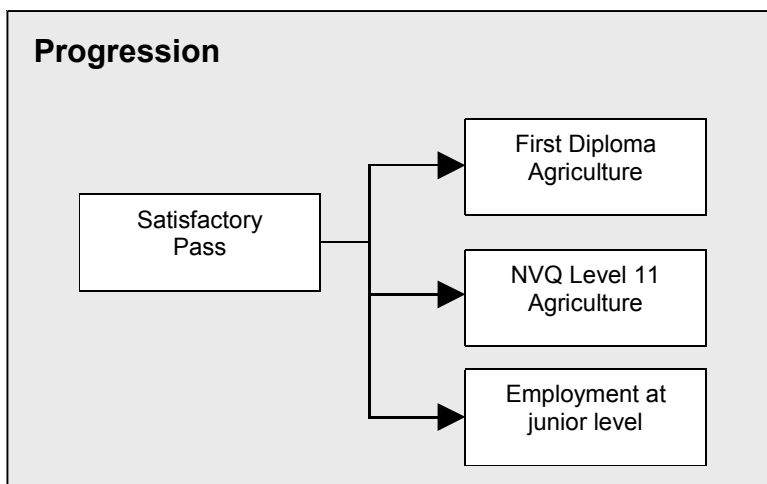 Progression
Satisfactory
Pass
First Diploma
Agriculture
NVQ Level 11
Agriculture
Employment at
junior level